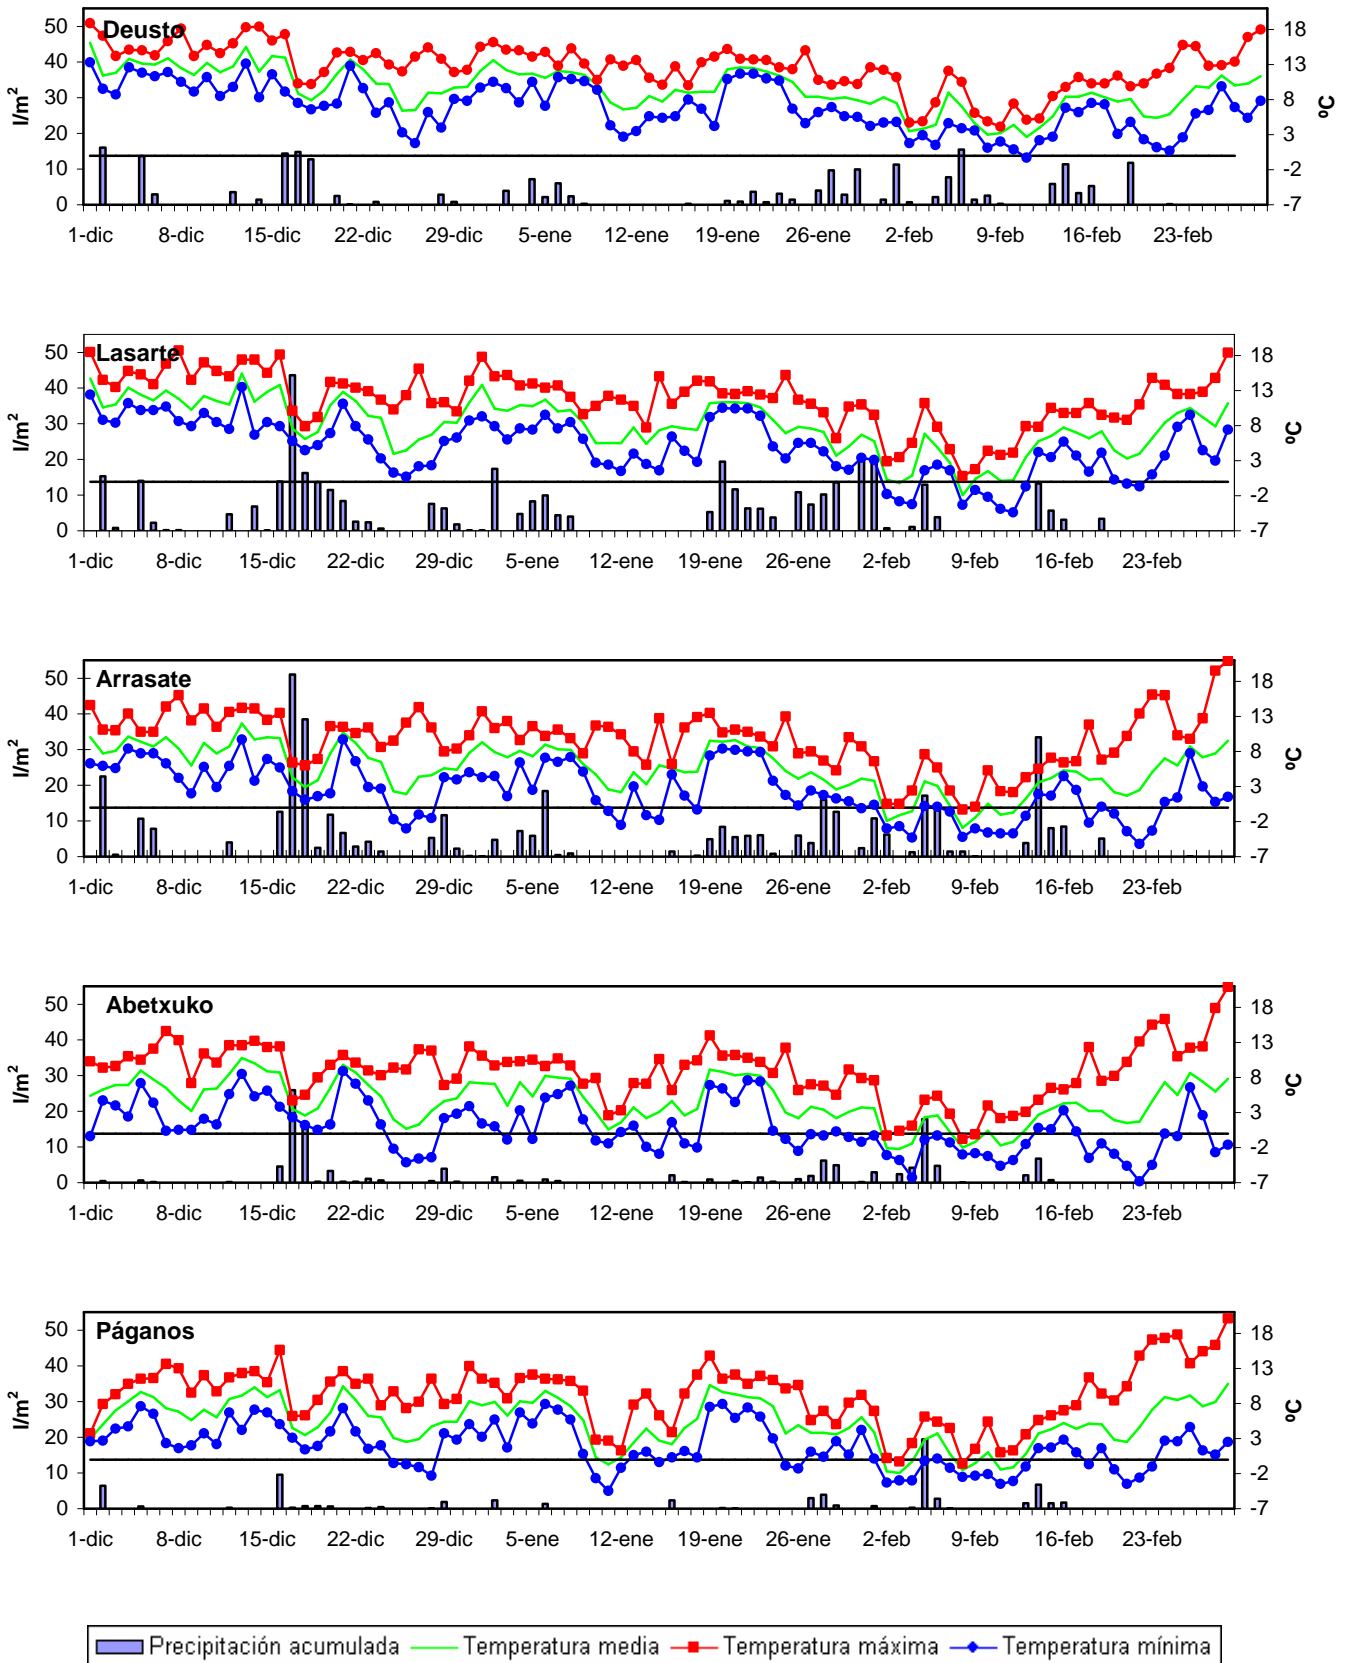 Deusto
50
40
30
20
10
0
l/m²
18
13
8
3
-2
-7
ºC
1-dic 8-dic 15-dic 22-dic 29-dic 5-ene 12-ene 19-ene 26-ene 2-feb 9-feb 16-feb 23-feb
Lasarte
50
40
30
20
10
0
l/m²
18
13
8
3
-2
-7
ºC
1-dic 8-dic 15-dic 22-dic 29-dic 5-ene 12-ene 19-ene 26-ene 2-feb 9-feb 16-feb 23-feb
Arrasate
50
40
30
20
10
0
l/m²
18
13
8
3
-2
-7
ºC
1-dic 8-dic 15-dic 22-dic 29-dic 5-ene 12-ene 19-ene 26-ene 2-feb 9-feb 16-feb 23-feb
Abetxuko
50
40
30
20
10
0
l/m²
18
13
8
3
-2
-7
ºC
1-dic 8-dic 15-dic 22-dic 29-dic 5-ene 12-ene 19-ene 26-ene 2-feb 9-feb 16-feb 23-feb
Páganos
50
40
30
20
10
0
l/m²
18
13
8
3
-2
-7
ºC
1-dic 8-dic 15-dic 22-dic 29-dic 5-ene 12-ene 19-ene 26-ene 2-feb 9-feb 16-feb 23-feb
Precipitación acumulada Temperatura media Temperatura máxima Temperatura mínima